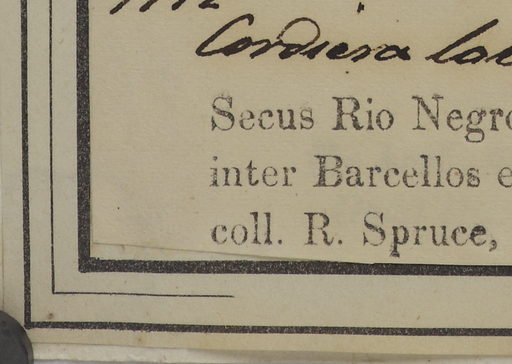 Cordiera
Secus Rio Negro
inter Barcellos e
coll. R. Spruce,